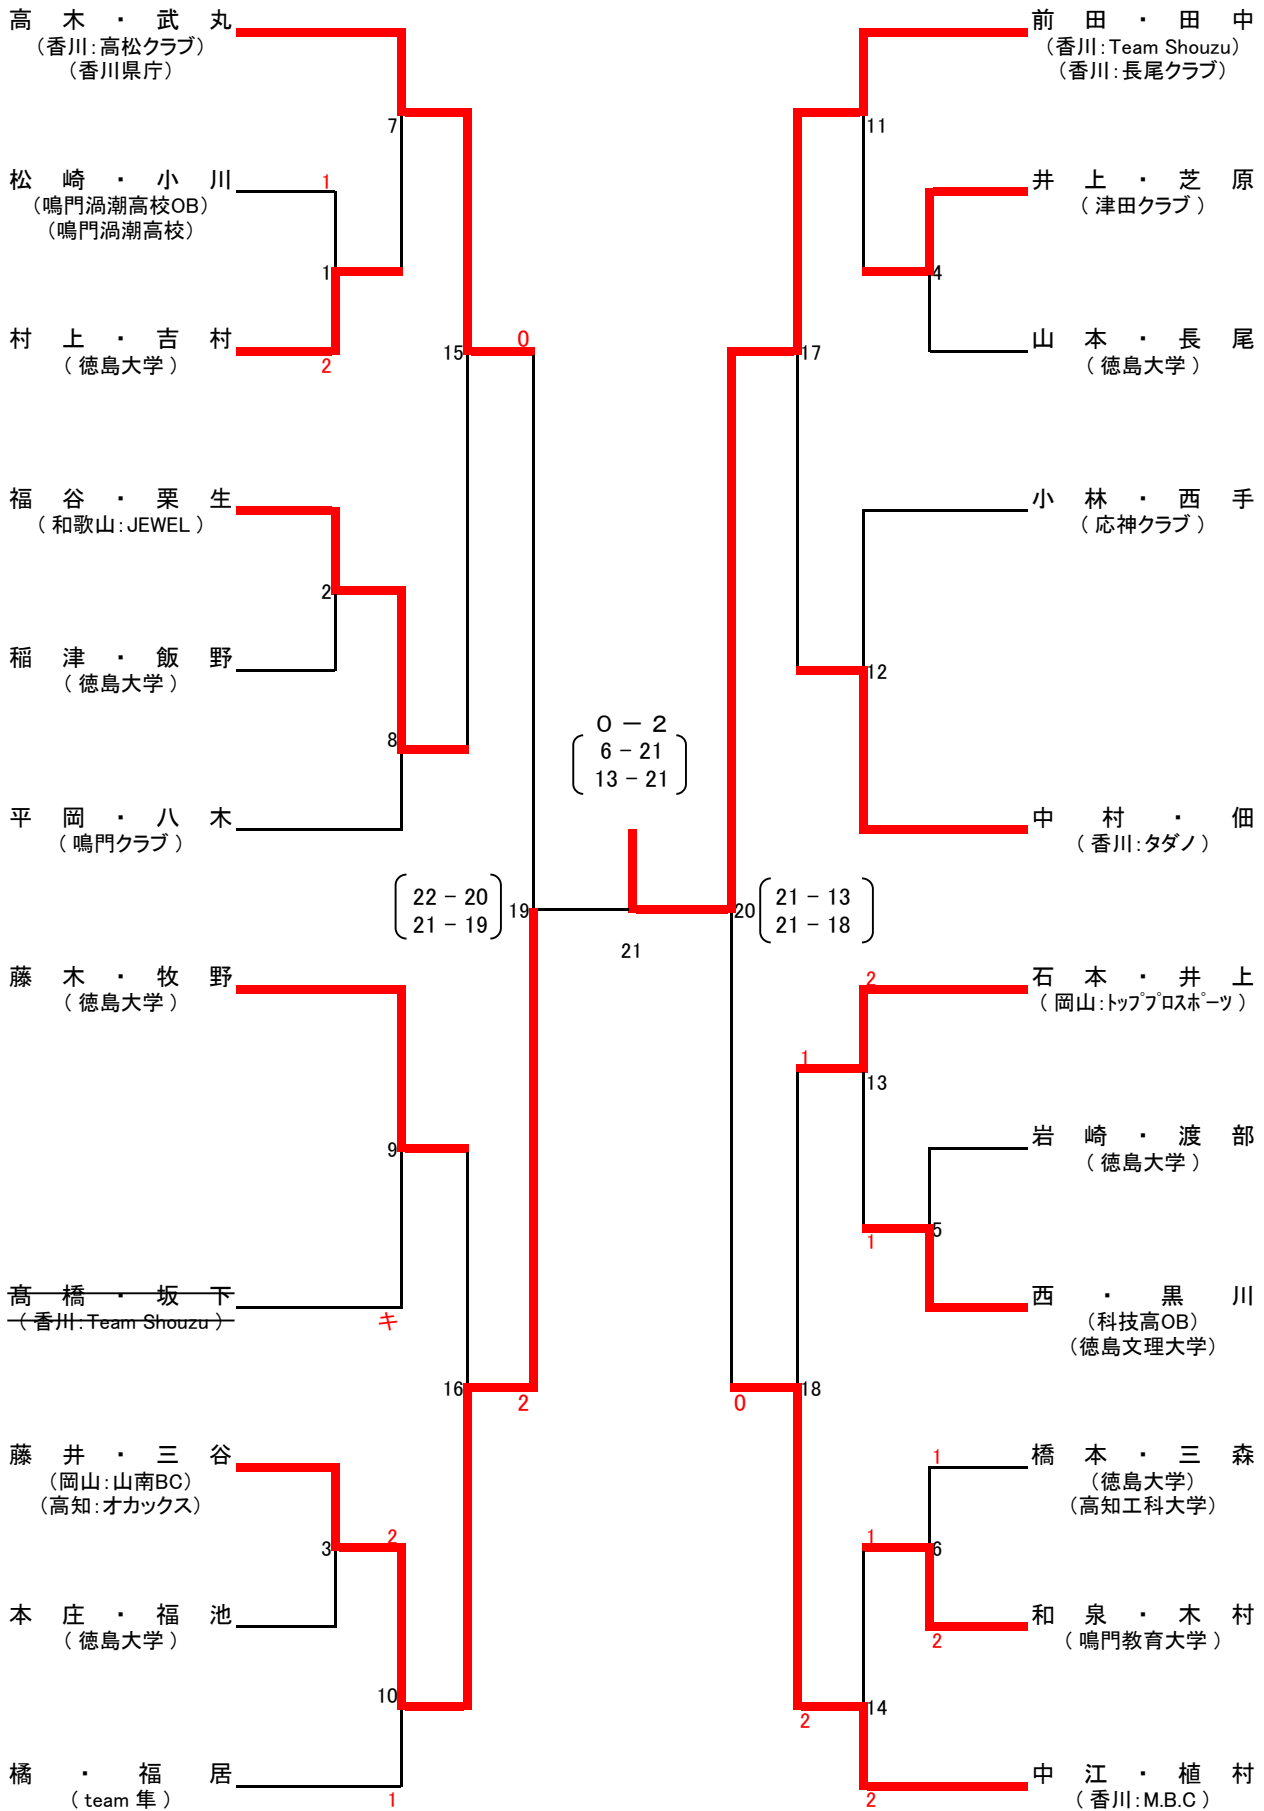 高木・武丸
（香川：高松クラブ）
（香川県庁）
7
松崎・小川
（鳴門渦潮高校OB）
（鳴門渦潮高校）
1
1
村上・吉村
（徳島大学）
2
15
0
福谷・栗生
（和歌山：JEWEL）
2
稲津・飯野
（徳島大学）
8
平岡・八木
（鳴門クラブ）
22 − 20
21 − 19
19
藤木・牧野
（徳島大学）
9
髙橋・坂下
（香川：Team Shouzu）
キ
16
2
藤井・三谷
（岡山：山南BC）
（高知：オカックス）
3
2
本庄・福池
（徳島大学）
10
橘・福居
（team 隼）
1
0 − 2
6 − 21
13 − 21
21
前田・田中
（香川：Team Shouzu）
（香川：長尾クラブ）
11
井上・芝原
（津田クラブ）
4
山本・長尾
（徳島大学）
17
小林・西手
（応神クラブ）
12
中村・佃
（香川：タダノ）
20
21 − 13
21 − 18
石本・井上
（岡山：トッププロスポーツ）
2
1
13
岩崎・渡部
（徳島大学）
5
1
西・黒川
（科技高OB）
（徳島文理大学）
18
0
橋本・三森
（徳島大学）
（高知工科大学）
1
1
6
和泉・木村
（鳴門教育大学）
2
14
2
中江・植村
（香川：M.B.C）
2